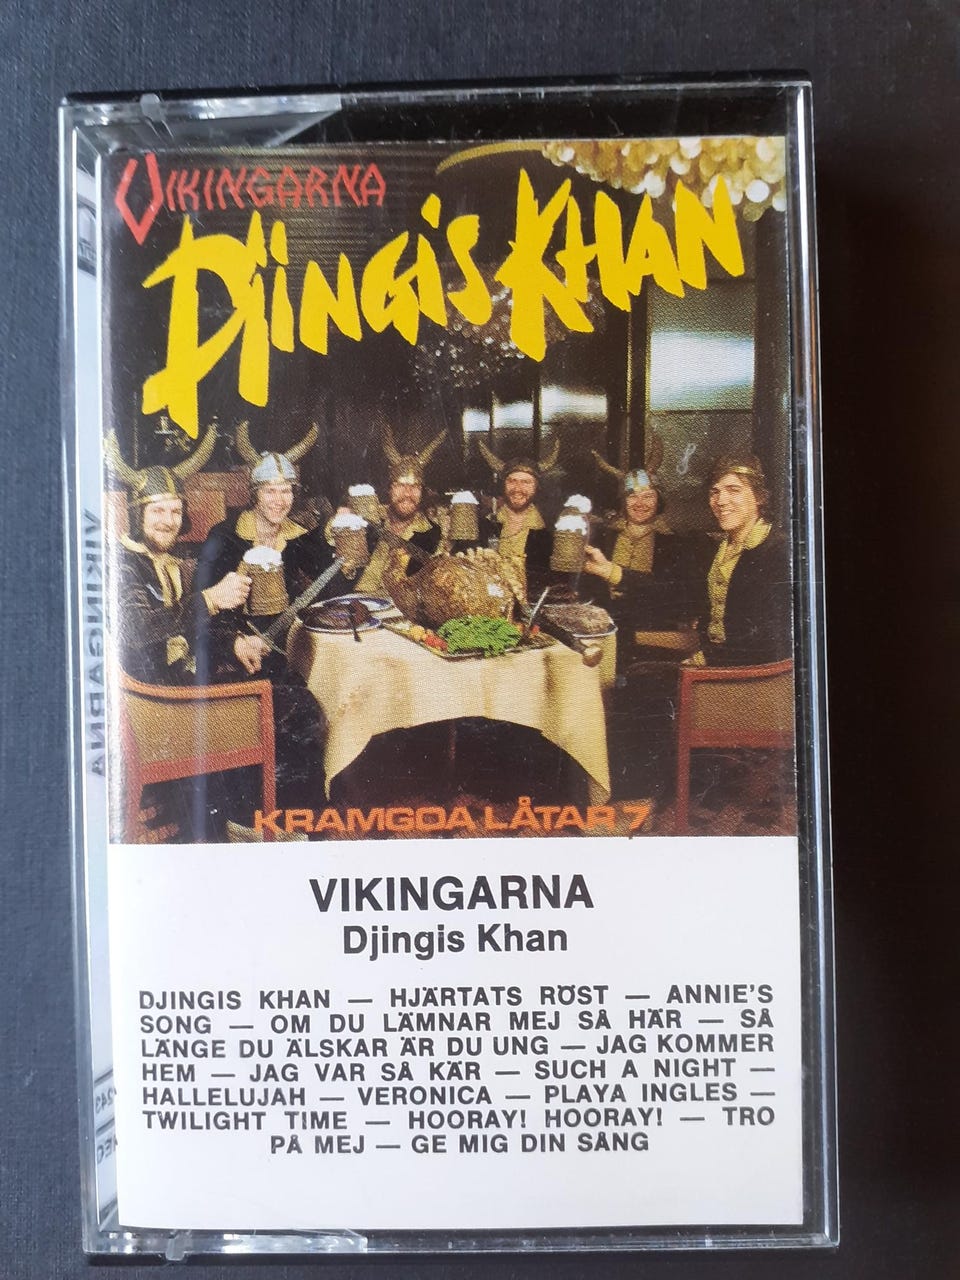 VIKINGARNA
DJINGIS KHAN
KRAMGOA LÅTAR 7
VIKINGARNA
Djingis Khan
DJINGIS KHAN — HJÄRTATS RÖST — ANNIE'S
SONG — OM DU LÄMNAR MEJ SÅ HÄR — SÅ
LÄNGE DU ÄLSKAR ÄR DU UNG — JAG KOMMER
HEM — JAG VAR SÅ KÄR — SUCH A NIGHT —
HALLELUJAH — VERONICA — PLAYA INGLES —
TWILIGHT TIME — HOORAY! HOORAY! — TRO
PÅ MEJ — GE MIG DIN SÅNG
VIKINGARNA